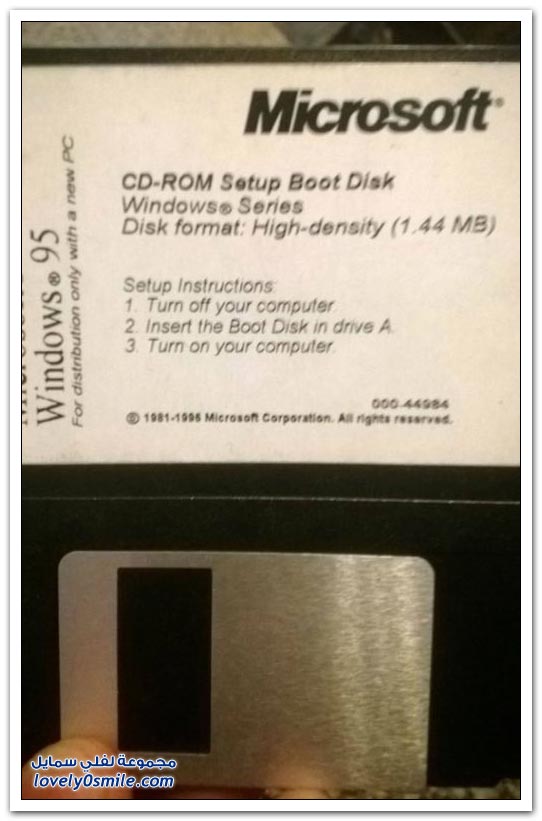 Microsoft®
CD-ROM Setup Boot Disk
Windows® Series
Disk format: High-density (1.44 MB)
Setup Instructions:
1. Turn off your computer.
2. Insert the Boot Disk in drive A.
3. Turn on your computer.
000-44984
© 1981-1995 Microsoft Corporation. All rights reserved.
Windows® 95
For distribution only with a new PC
مجموعة لفلي سمايل
lovely0smile.com